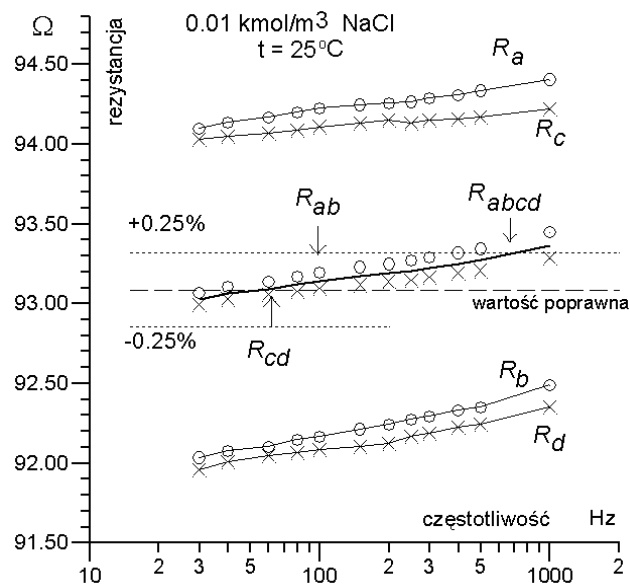 Ω
rezystancja
0.01 kmol/m³ NaCl
t = 25°C
94.50
94.00
93.50
93.00
92.50
92.00
91.50
Ra
Rc
Rab
Rabcd
+0.25%
wartość poprawna
-0.25%
Rcd
Rb
Rd
częstotliwość Hz
10 2 3 5 100 2 3 5 1000 2